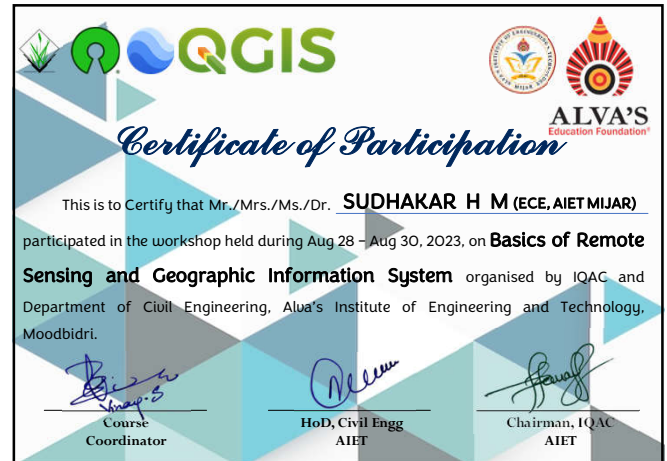 QGIS
ALVA'S
Education Foundation®
Certificate of Participation
This is to Certify that Mr./Mrs./Ms./Dr. SUDHAKAR H M (ECE, AIET MIJAR)
participated in the workshop held during Aug 28 – Aug 30, 2023, on Basics of Remote
Sensing and Geographic Information System organised by IQAC and
Department of Civil Engineering, Alva's Institute of Engineering and Technology,
Moodbidri.
Vinay.S
Course
Coordinator
HoD, Civil Engg
AIET
Chairman, IQAC
AIET